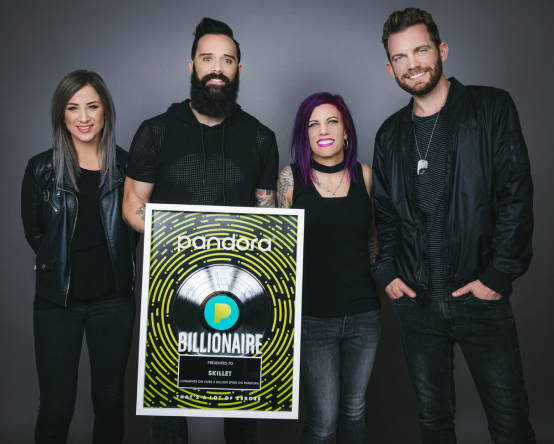 pandora
P
BILLIONAIRE
PRESENTED TO
SKILLET
THAT'S A LOT OF ZEROES